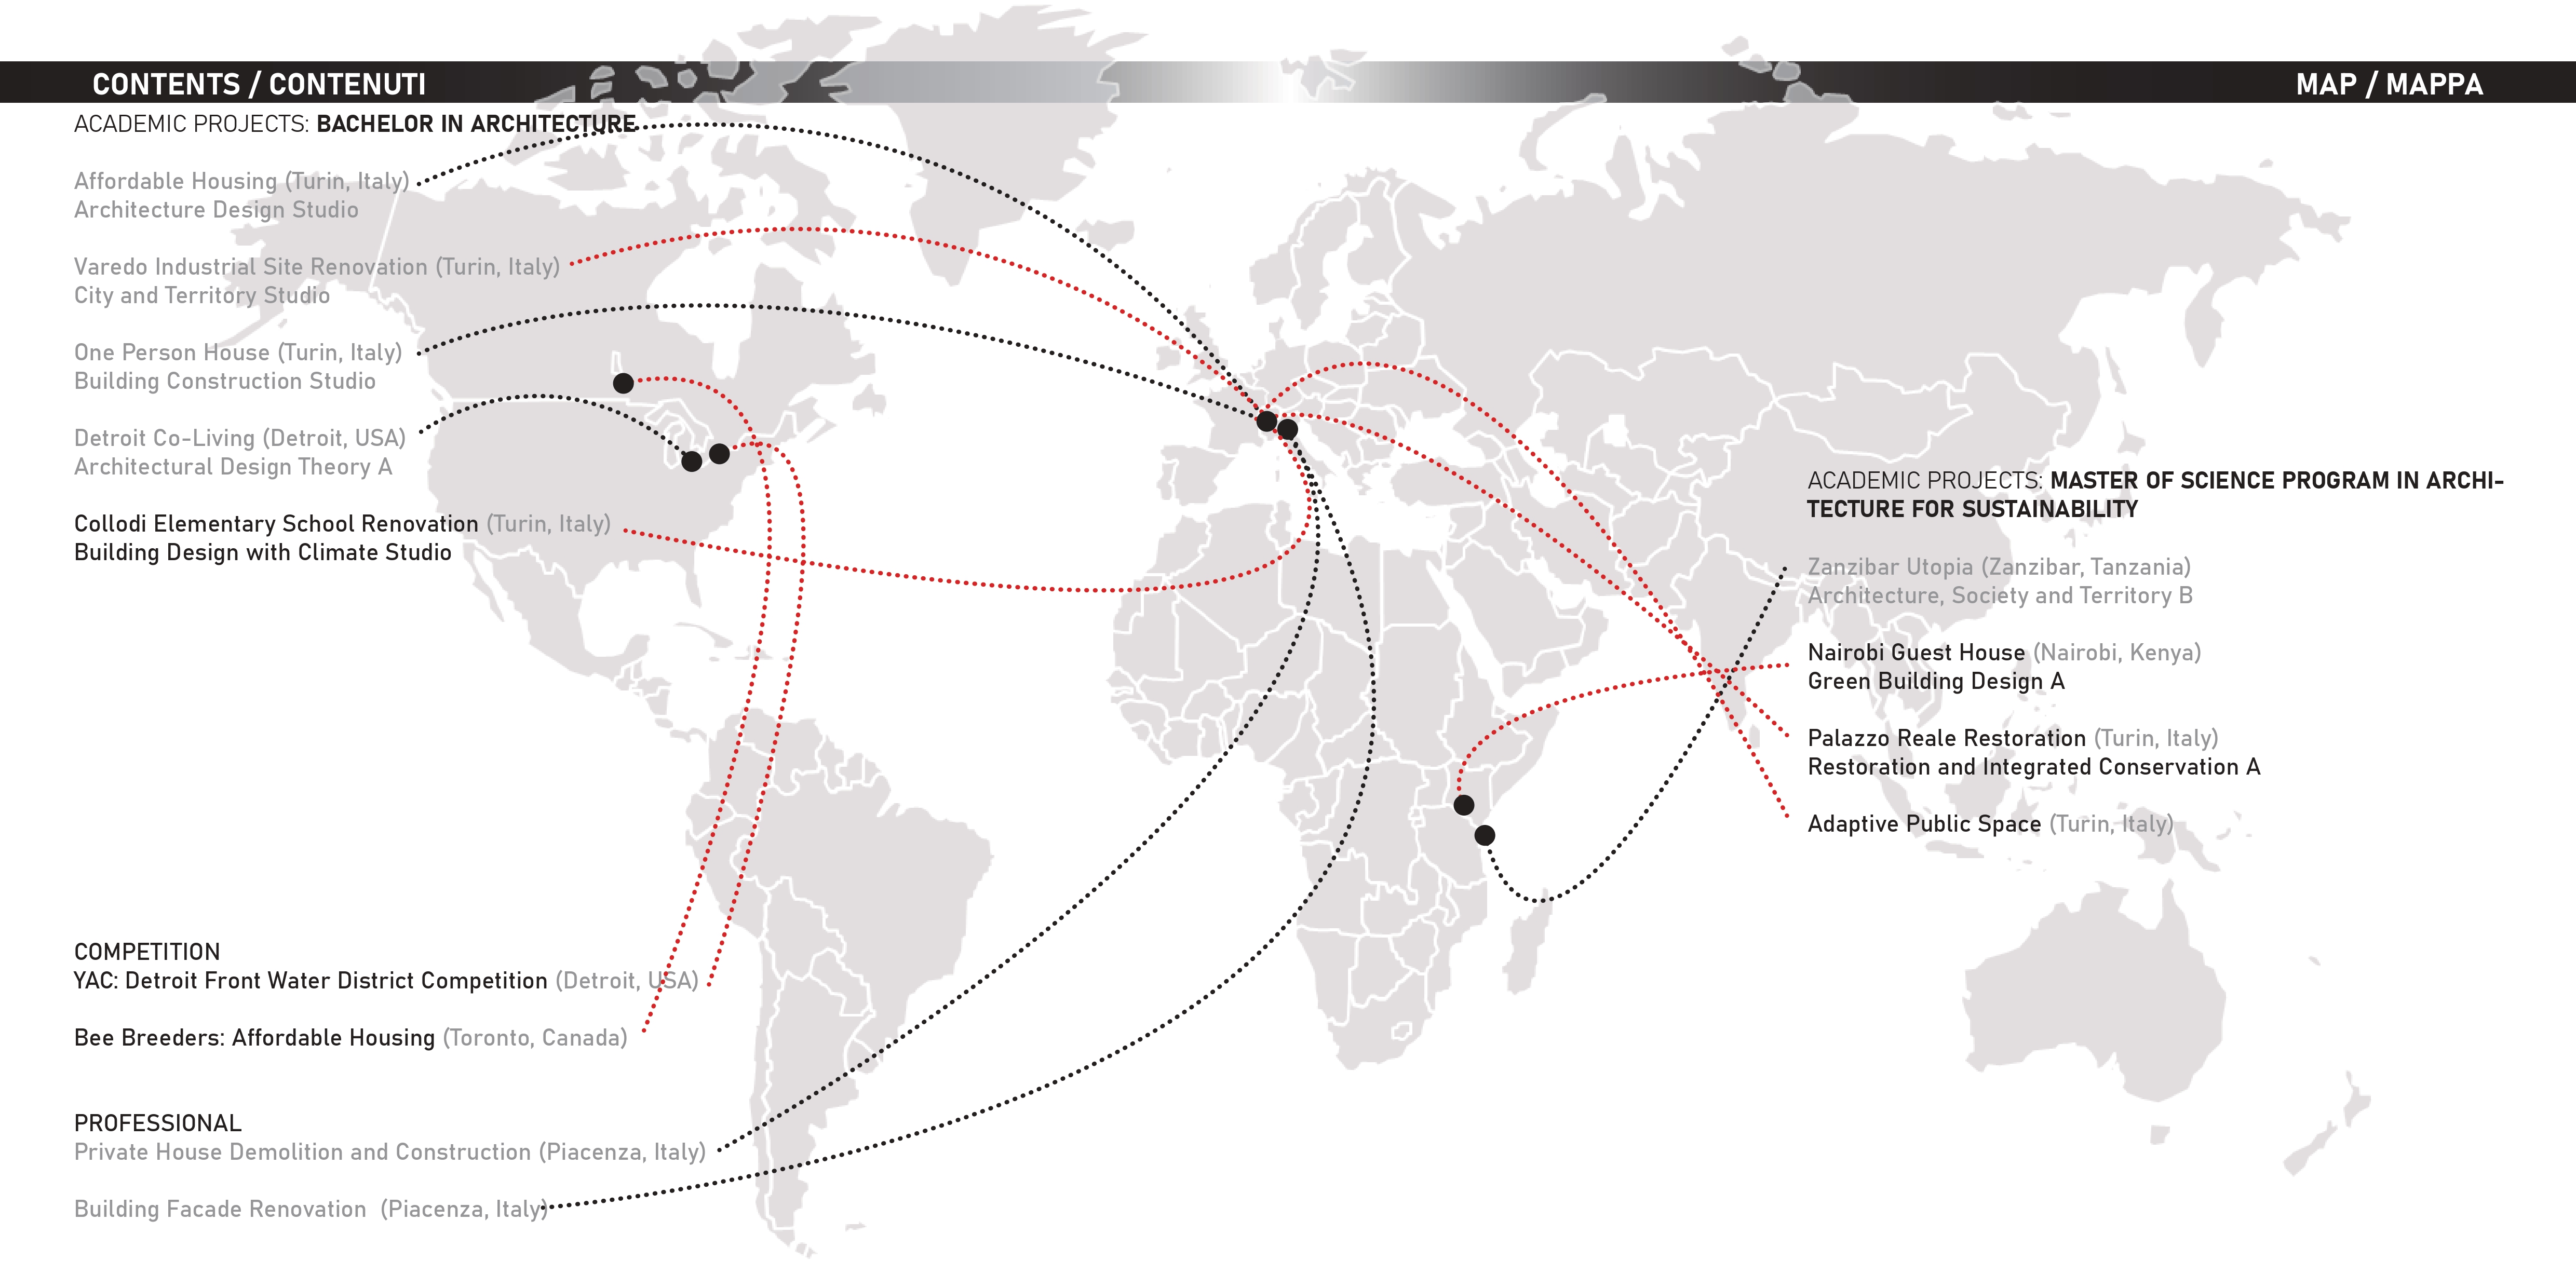 CONTENTS / CONTENUTI
MAP / MAPPA
ACADEMIC PROJECTS: BACHELOR IN ARCHITECTURE
Affordable Housing (Turin, Italy)
Architecture Design Studio
Varedo Industrial Site Renovation (Turin, Italy)
City and Territory Studio
One Person House (Turin, Italy)
Building Construction Studio
Detroit Co-Living (Detroit, USA)
Architectural Design Theory A
Collodi Elementary School Renovation (Turin, Italy)
Building Design with Climate Studio
COMPETITION
YAC: Detroit Front Water District Competition (Detroit, USA)
Bee Breeders: Affordable Housing (Toronto, Canada)
PROFESSIONAL
Private House Demolition and Construction (Piacenza, Italy)
Building Facade Renovation  (Piacenza, Italy)
ACADEMIC PROJECTS: MASTER OF SCIENCE PROGRAM IN ARCHI-
TECTURE FOR SUSTAINABILITY
Zanzibar Utopia (Zanzibar, Tanzania)
Architecture, Society and Territory B
Nairobi Guest House (Nairobi, Kenya)
Green Building Design A
Palazzo Reale Restoration (Turin, Italy)
Restoration and Integrated Conservation A
Adaptive Public Space (Turin, Italy)